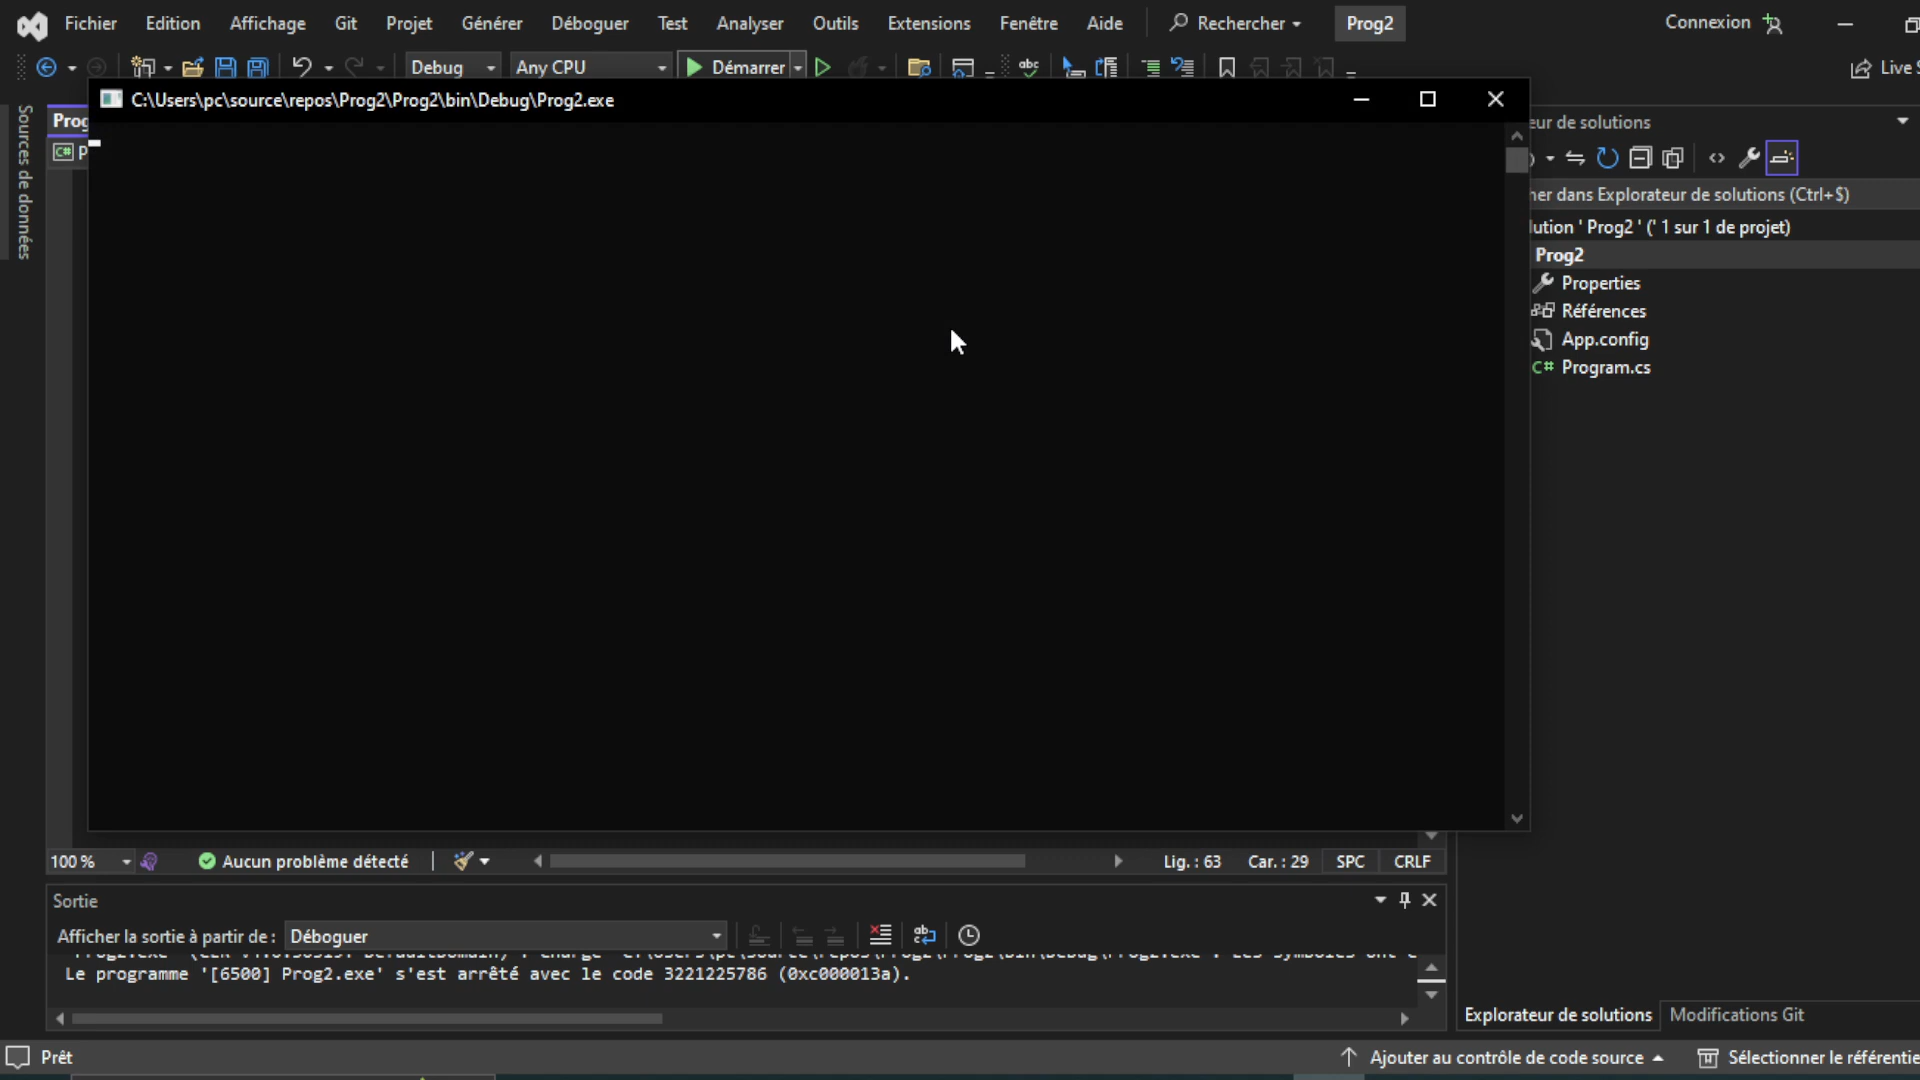 Fichier Edition Affichage Git Projet Générer Déboguer Test Analyser Outils Extensions Fenêtre Aide Rechercher Prog2 Connexion
Debug Any CPU Démarrer Live
C:\Users\pc\source\repos\Prog2\Prog2\bin\Debug\Prog2.exe
Sources de données
Prog
C# P
eur de solutions
her dans Explorateur de solutions (Ctrl+$)
lution ' Prog2 ' (' 1 sur 1 de projet)
Prog2
Properties
Références
App.config
C# Program.cs
100 % Aucun problème détecté Lig. : 63 Car. : 29 SPC CRLF
Sortie
Afficher la sortie à partir de : Déboguer
Le programme '[6500] Prog2.exe' s'est arrêté avec le code 3221225786 (0xc000013a).
Explorateur de solutions Modifications Git
Prêt Ajouter au contrôle de code source Sélectionner le référentie